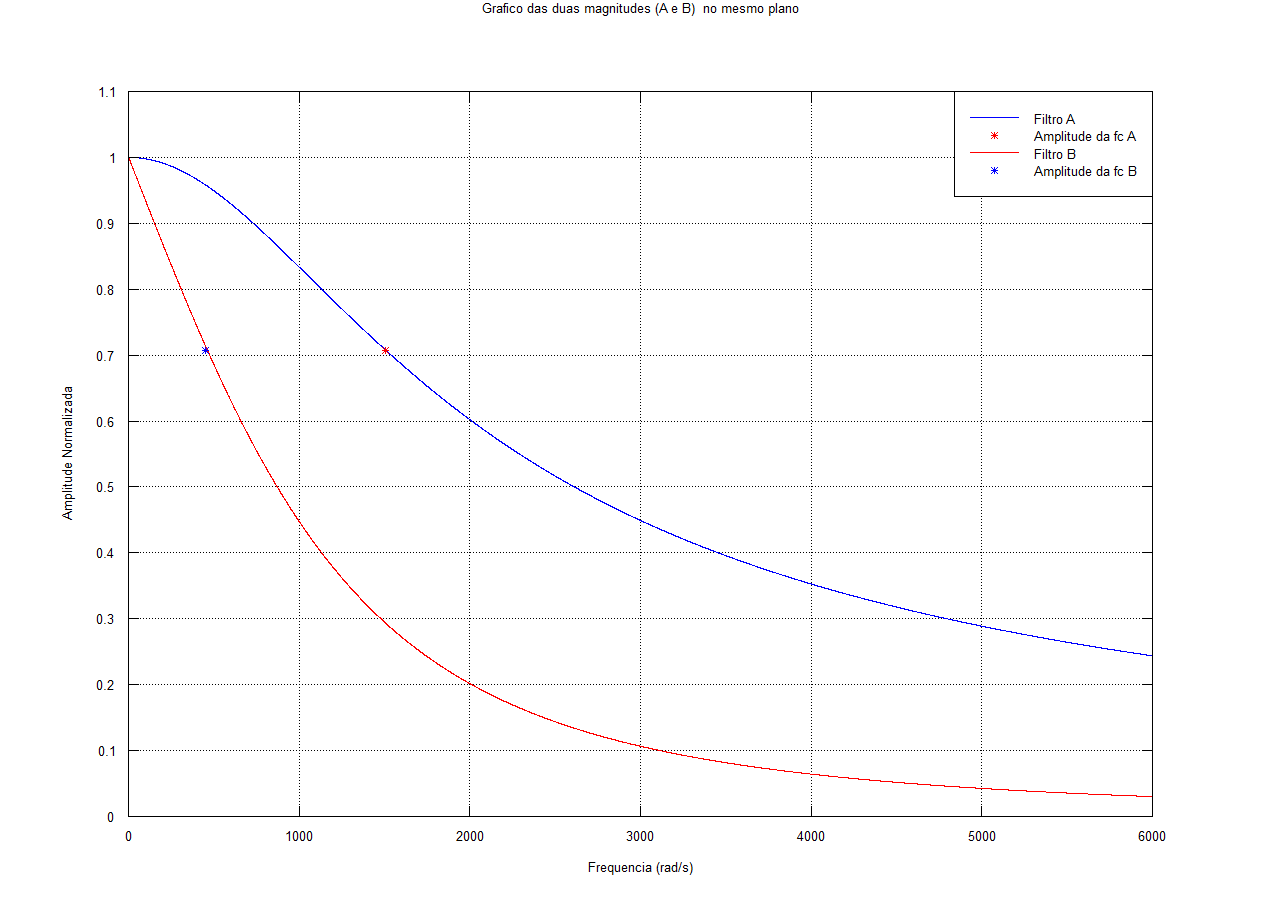 Grafico das duas magnitudes (A e B)  no mesmo plano
1.1
1
0.9
0.8
0.7
0.6
0.5
0.4
0.3
0.2
0.1
0
Amplitude Normalizada
Filtro A
Amplitude da fc A
Filtro B
Amplitude da fc B
0 1000 2000 3000 4000 5000 6000
Frequencia (rad/s)